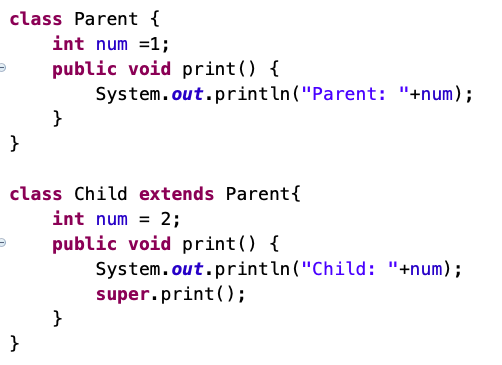 class Parent {
    int num =1;
    public void print() {
        System.out.println("Parent: "+num);
    }
}

class Child extends Parent{
    int num = 2;
    public void print() {
        System.out.println("Child: "+num);
        super.print();
    }
}